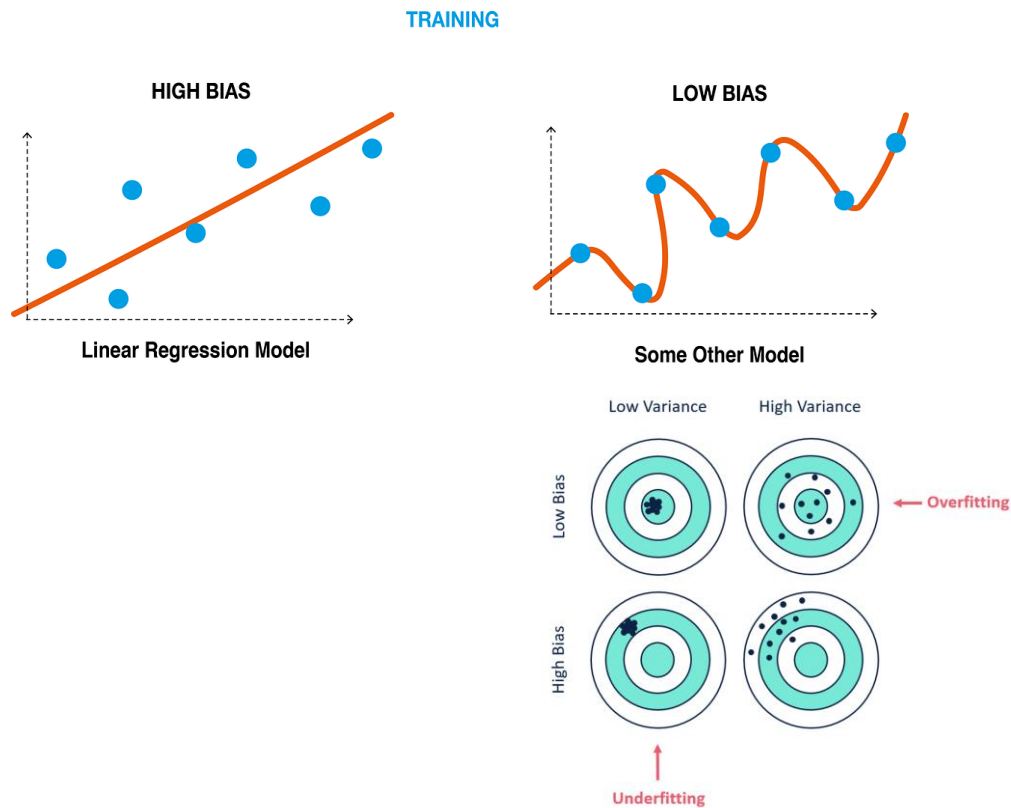 TRAINING
HIGH BIAS
LOW BIAS
Linear Regression Model
Some Other Model
Low Variance
High Variance
Low Bias
Overfitting
High Bias
Underfitting